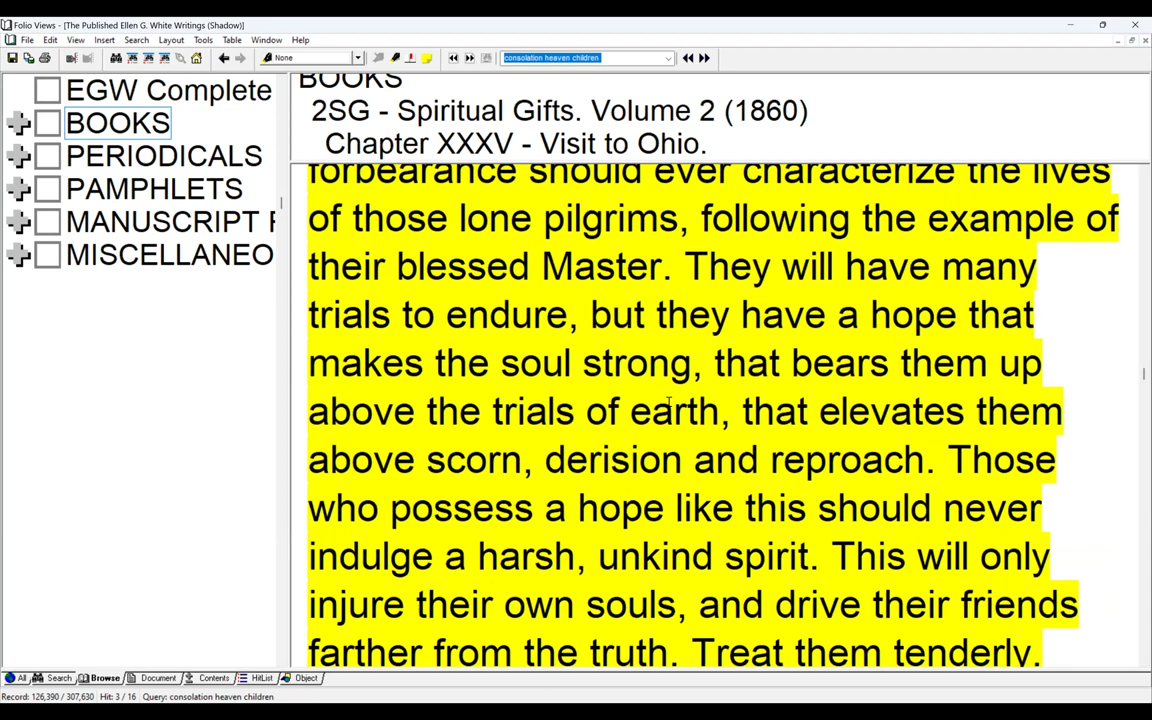 Folio Views - [The Published Ellen G. White Writings (Shadow)]
File Edit View Insert Search Layout Tools Table Window Help
None
consolation heaven children
EGW Complete
BOOKS
PERIODICALS
PAMPHLETS
MANUSCRIPT
MISCELLANEO
BOOKS
2SG - Spiritual Gifts. Volume 2 (1860)
Chapter XXXV - Visit to Ohio.
forbearance should ever characterize the lives
of those lone pilgrims, following the example of
their blessed Master. They will have many
trials to endure, but they have a hope that
makes the soul strong, that bears them up
above the trials of earth, that elevates them
above scorn, derision and reproach. Those
who possess a hope like this should never
indulge a harsh, unkind spirit. This will only
injure their own souls, and drive their friends
farther from the truth. Treat them tenderly.
All Search Browse Document Contents HitList Object
Record: 126,390 / 307,630 Hit: 3 / 16 Query: consolation heaven children